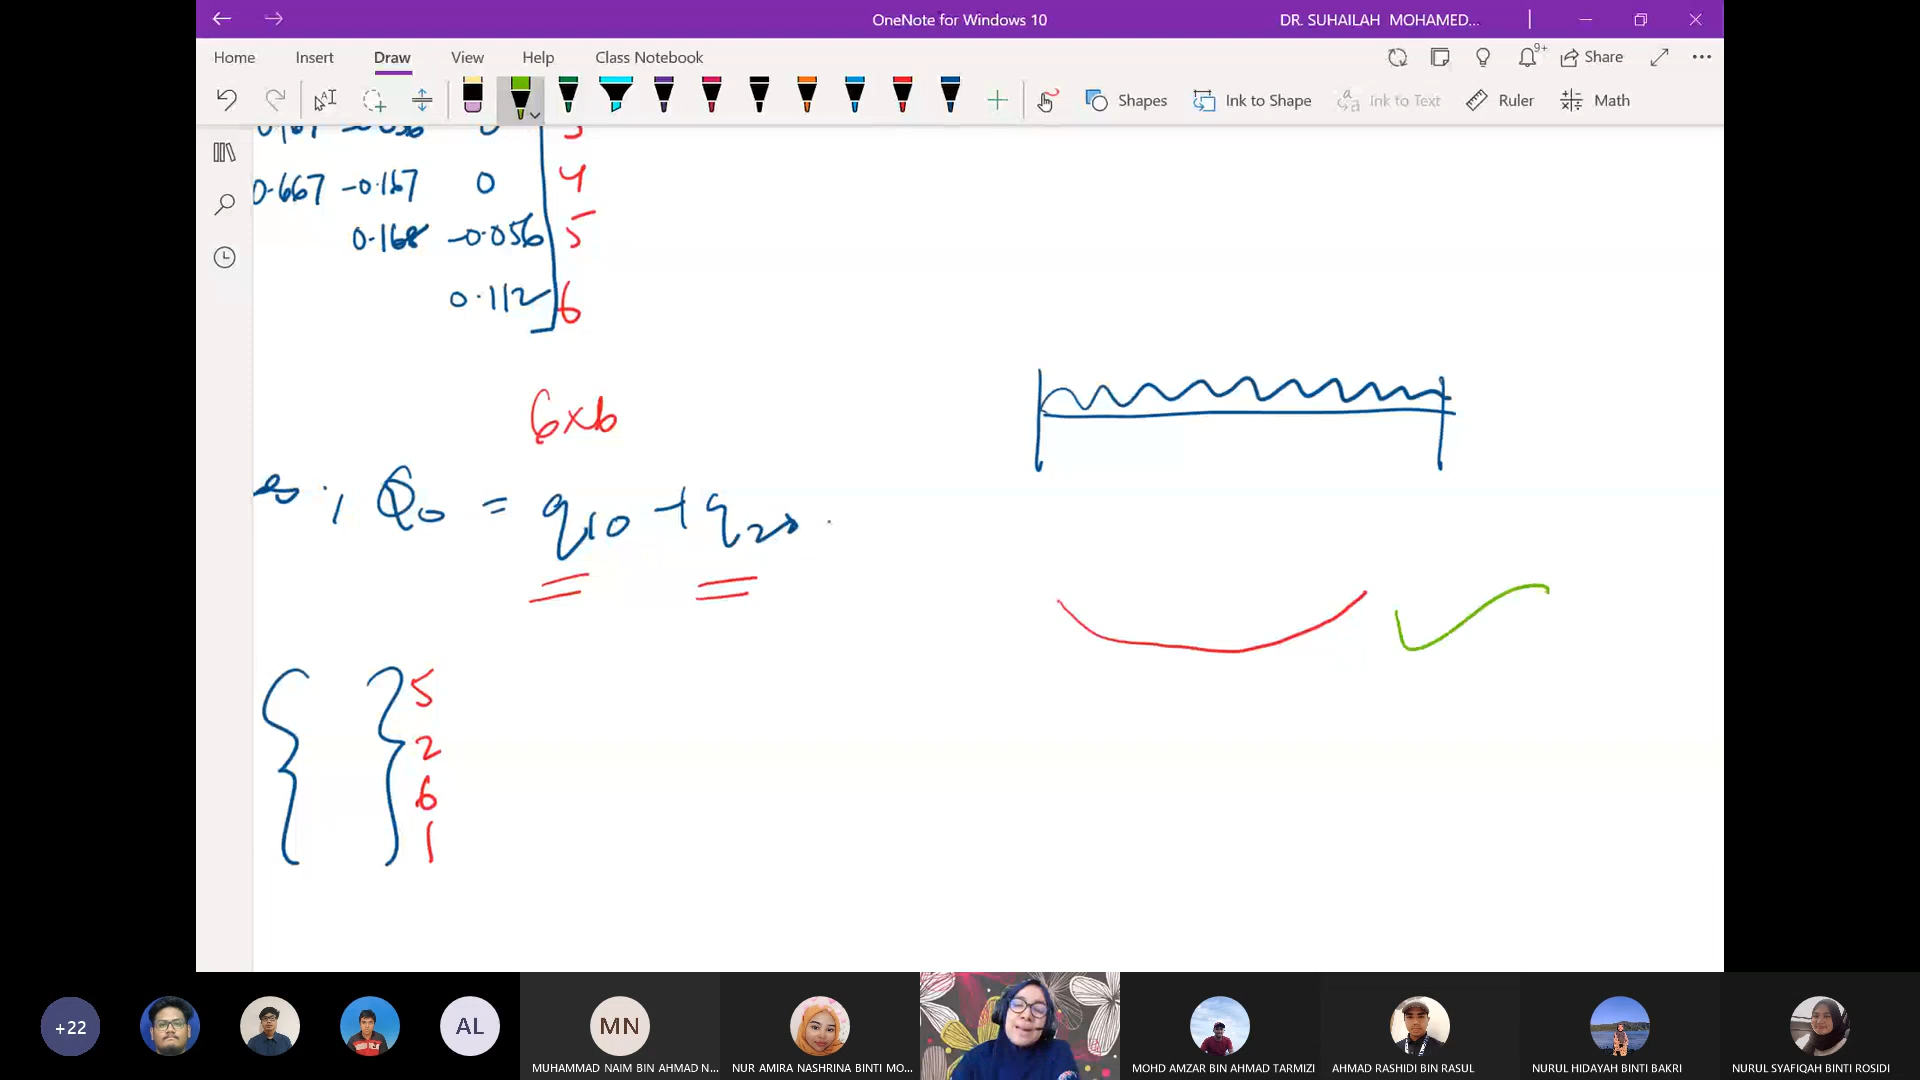 OneNote for Windows 10
DR. SUHAILAH MOHAMED...
Home Insert Draw View Help Class Notebook
9+ Share
Shapes Ink to Shape Ink to Text Ruler Math
0.667 -0.167 0 4
0.168 -0.056 5
0.112 6
6x6
es ; Q₀ = q₁₀ + q₂₀
5
2
6
1
+22 AL MN
MUHAMMAD NAIM BIN AHMAD N...
NUR AMIRA NASHRINA BINTI MO...
MOHD AMZAR BIN AHMAD TARMIZI
AHMAD RASHIDI BIN RASUL
NURUL HIDAYAH BINTI BAKRI
NURUL SYAFIQAH BINTI ROSIDI